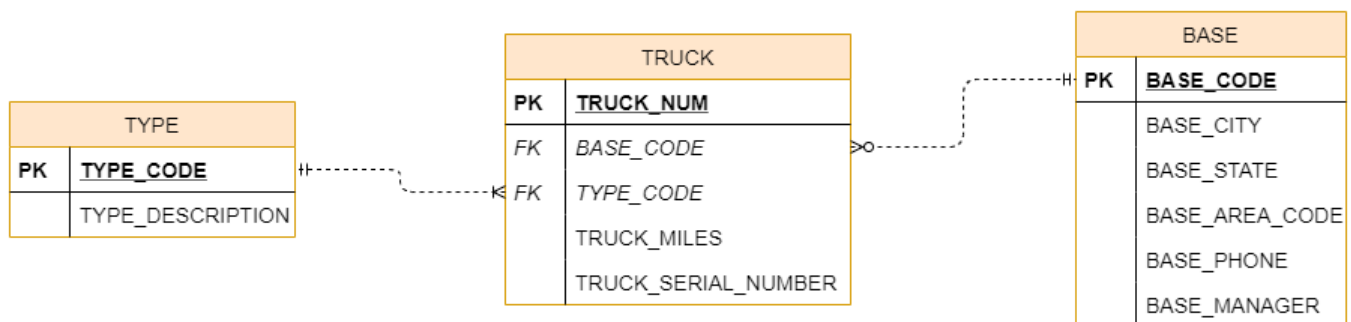 TYPE
PK TYPE_CODE
TYPE_DESCRIPTION
TRUCK
PK TRUCK_NUM
FK BASE_CODE
FK TYPE_CODE
TRUCK_MILES
TRUCK_SERIAL_NUMBER
BASE
PK BASE_CODE
BASE_CITY
BASE_STATE
BASE_AREA_CODE
BASE_PHONE
BASE_MANAGER